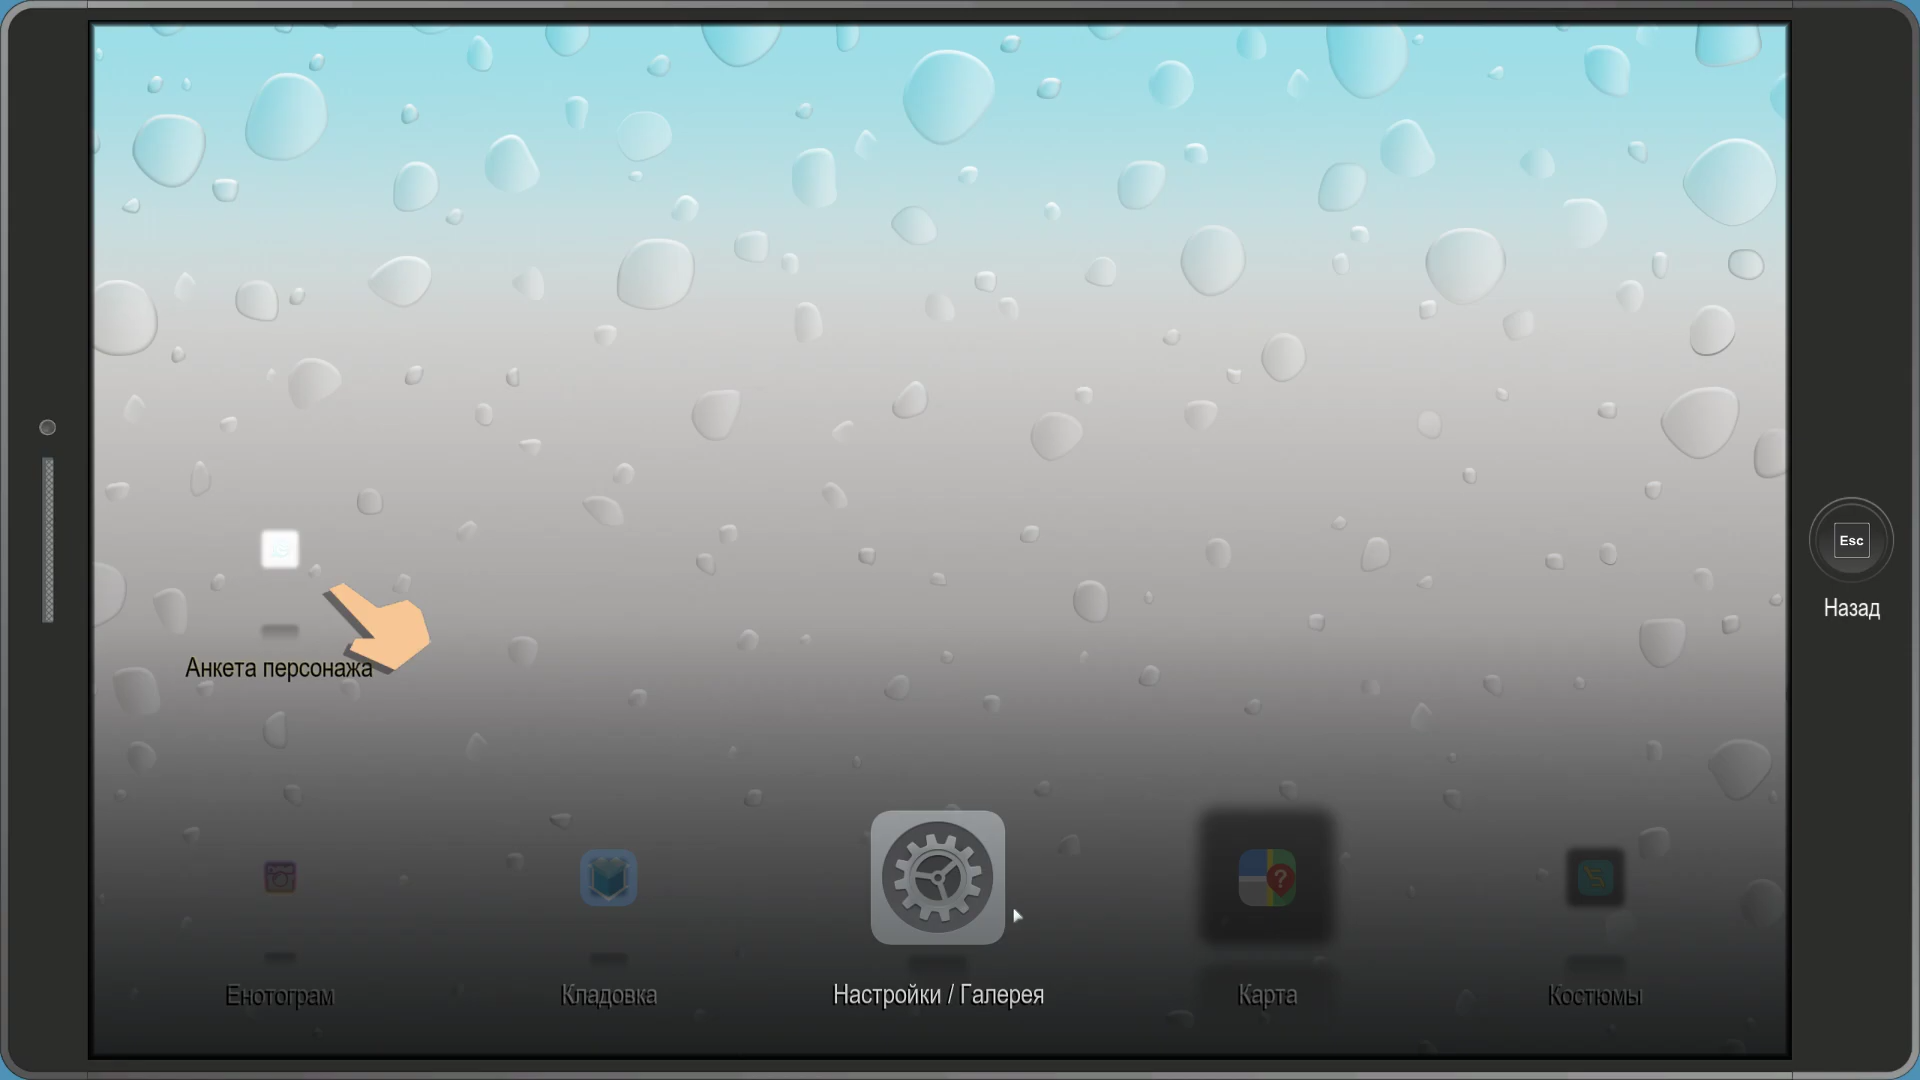 Esc
Назад
Анкета персонажа
Енотограм
Кладовка
Настройки / Галерея
Карта
Костюмы